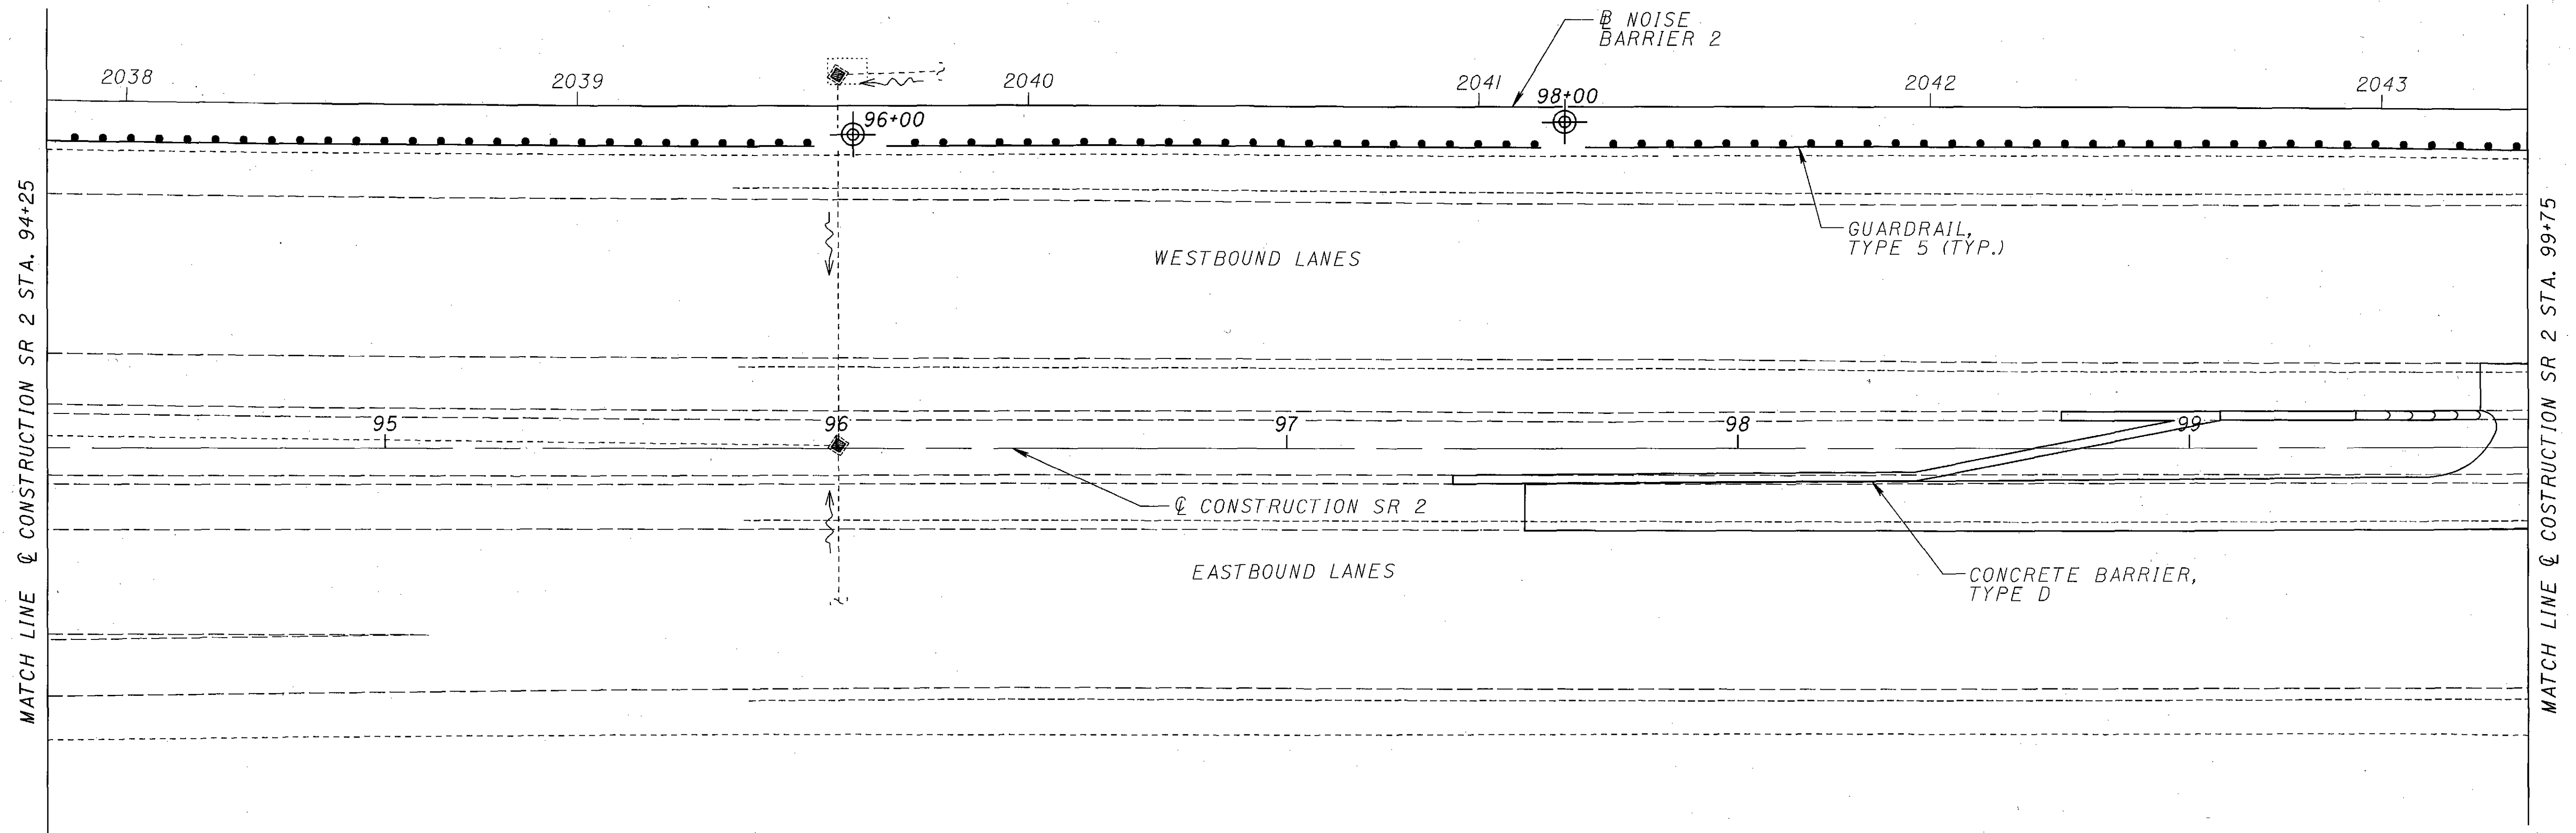 ℄ NOISE
BARRIER 2
2038
2039
2040
2041
2042
2043
98+00
96+00
MATCH LINE ℄ CONSTRUCTION SR 2 STA. 94+25
GUARDRAIL,
TYPE 5 (TYP.)
WESTBOUND LANES
MATCH LINE ℄ COSTRUCTION SR 2 STA. 99+75
95
96
97
98
99
℄ CONSTRUCTION SR 2
EASTBOUND LANES
CONCRETE BARRIER,
TYPE D